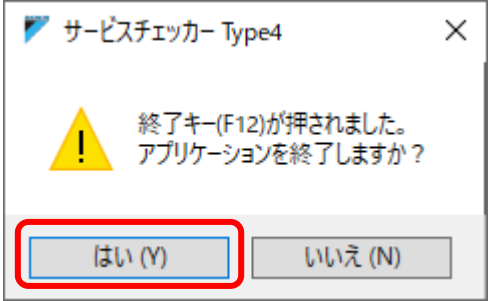 サービスチェッカー Type4
終了キー(F12)が押されました。
アプリケーションを終了しますか？
はい (Y)
いいえ (N)